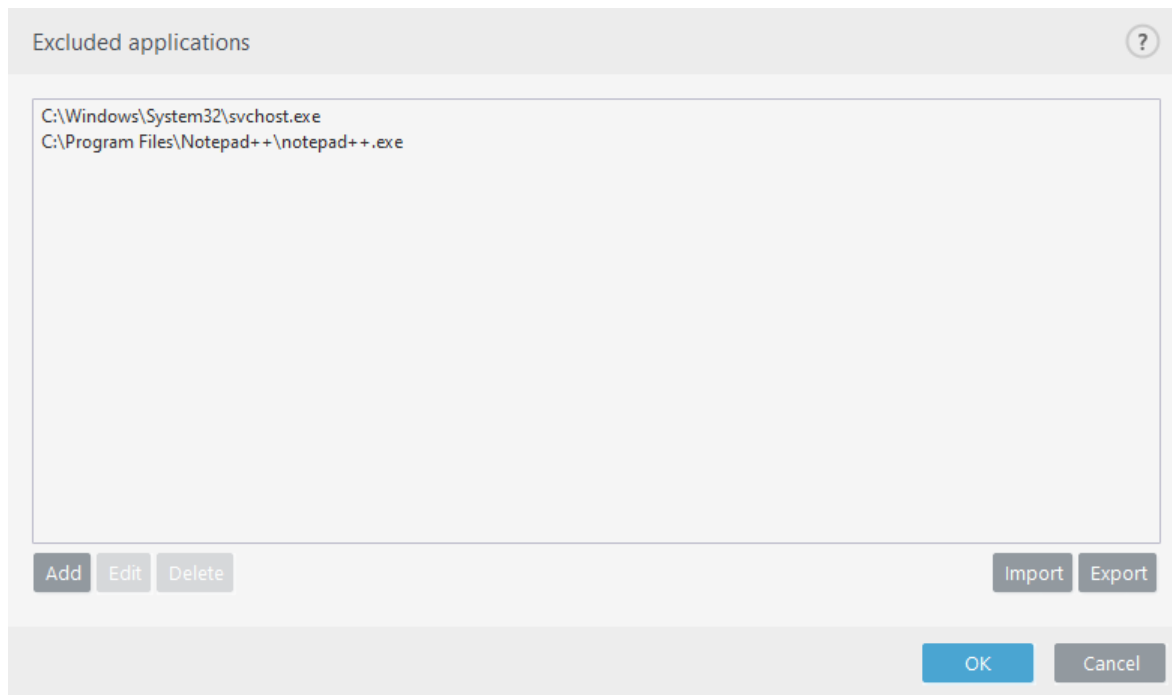 Excluded applications ?
C:\Windows\System32\svchost.exe
C:\Program Files\Notepad++\notepad++.exe
Add Edit Delete Import Export
OK Cancel